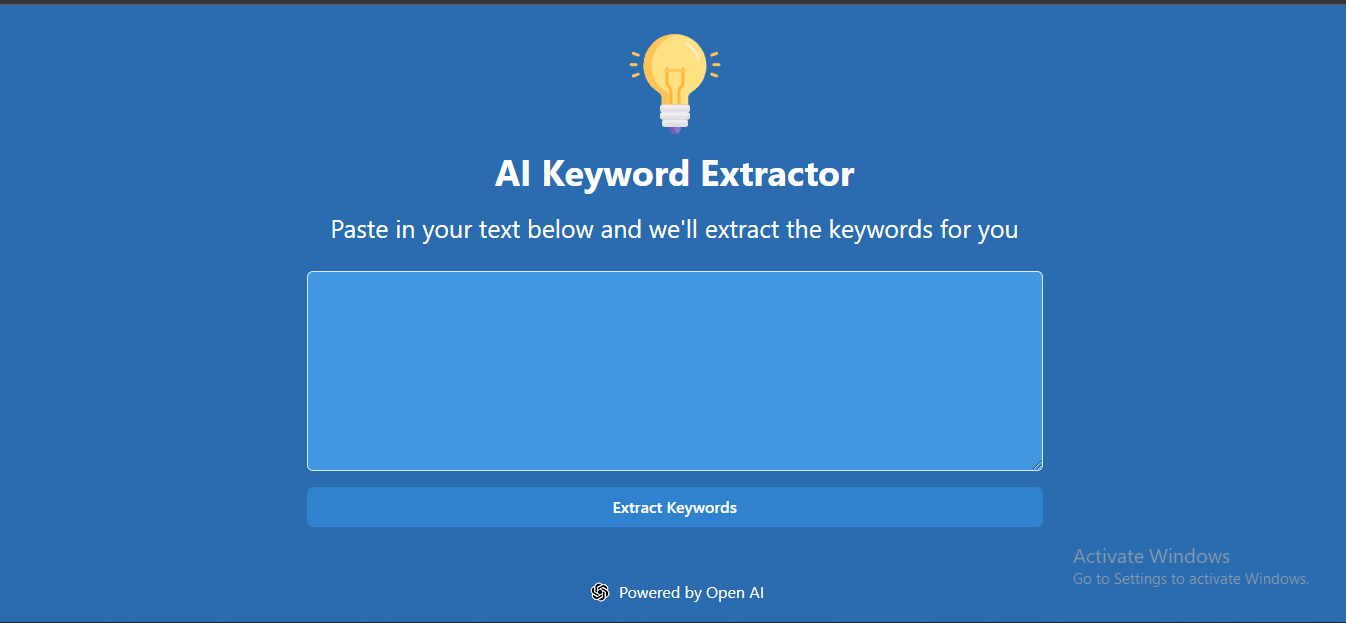 AI Keyword Extractor
Paste in your text below and we'll extract the keywords for you
Extract Keywords
Activate Windows
Go to Settings to activate Windows.
Powered by Open AI